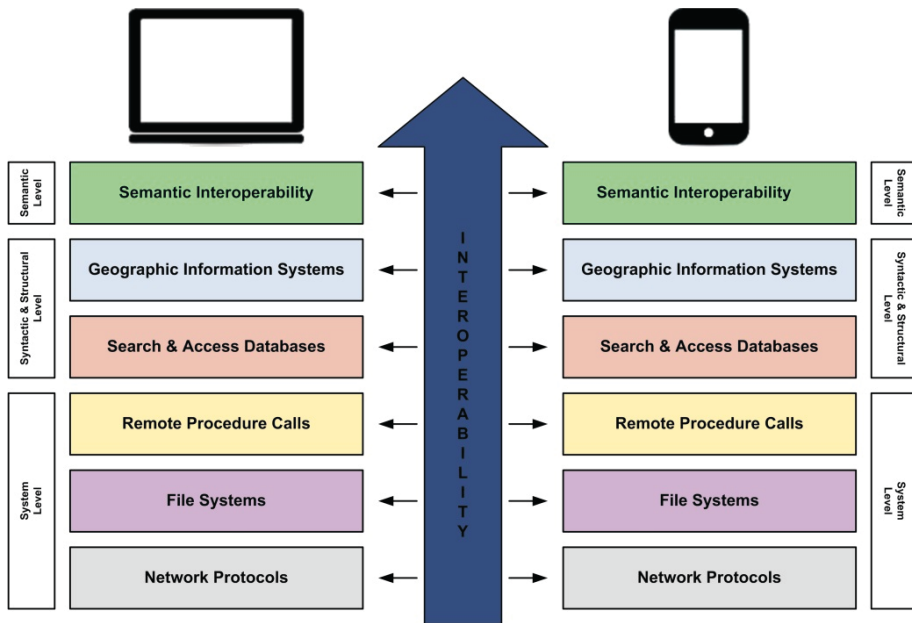 Semantic
Level
Semantic Interoperability
Semantic Interoperability
Semantic
Level
Syntactic & Structural
Level
Geographic Information Systems
Geographic Information Systems
Syntactic & Structural
Level
Search & Access Databases
Search & Access Databases
INTEROPERABILITY
System
Level
Remote Procedure Calls
Remote Procedure Calls
System
Level
File Systems
File Systems
Network Protocols
Network Protocols